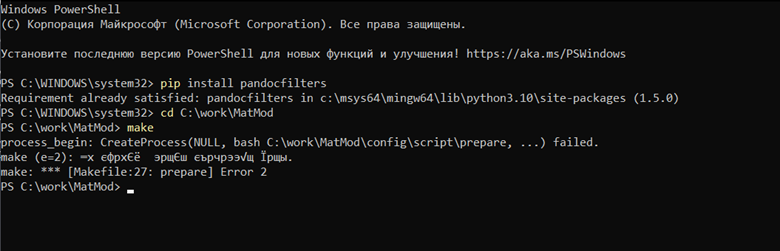 Windows PowerShell
(C) Корпорация Майкрософт (Microsoft Corporation). Все права защищены.
Установите последнюю версию PowerShell для новых функций и улучшения! https://aka.ms/PSWindows
PS C:\WINDOWS\system32> pip install pandocfilters
Requirement already satisfied: pandocfilters in c:\msys64\mingw64\lib\python3.10\site-packages (1.5.0)
PS C:\WINDOWS\system32> cd C:\work\MatMod
PS C:\work\MatMod> make
process_begin: CreateProcess(NULL, bash C:\work\MatMod\config\script\prepare, ...) failed.
make (e=2): ═х єфрхЄё  эрщЄш єърчрээ√щ Їрщы.
make: *** [Makefile:27: prepare] Error 2
PS C:\work\MatMod>